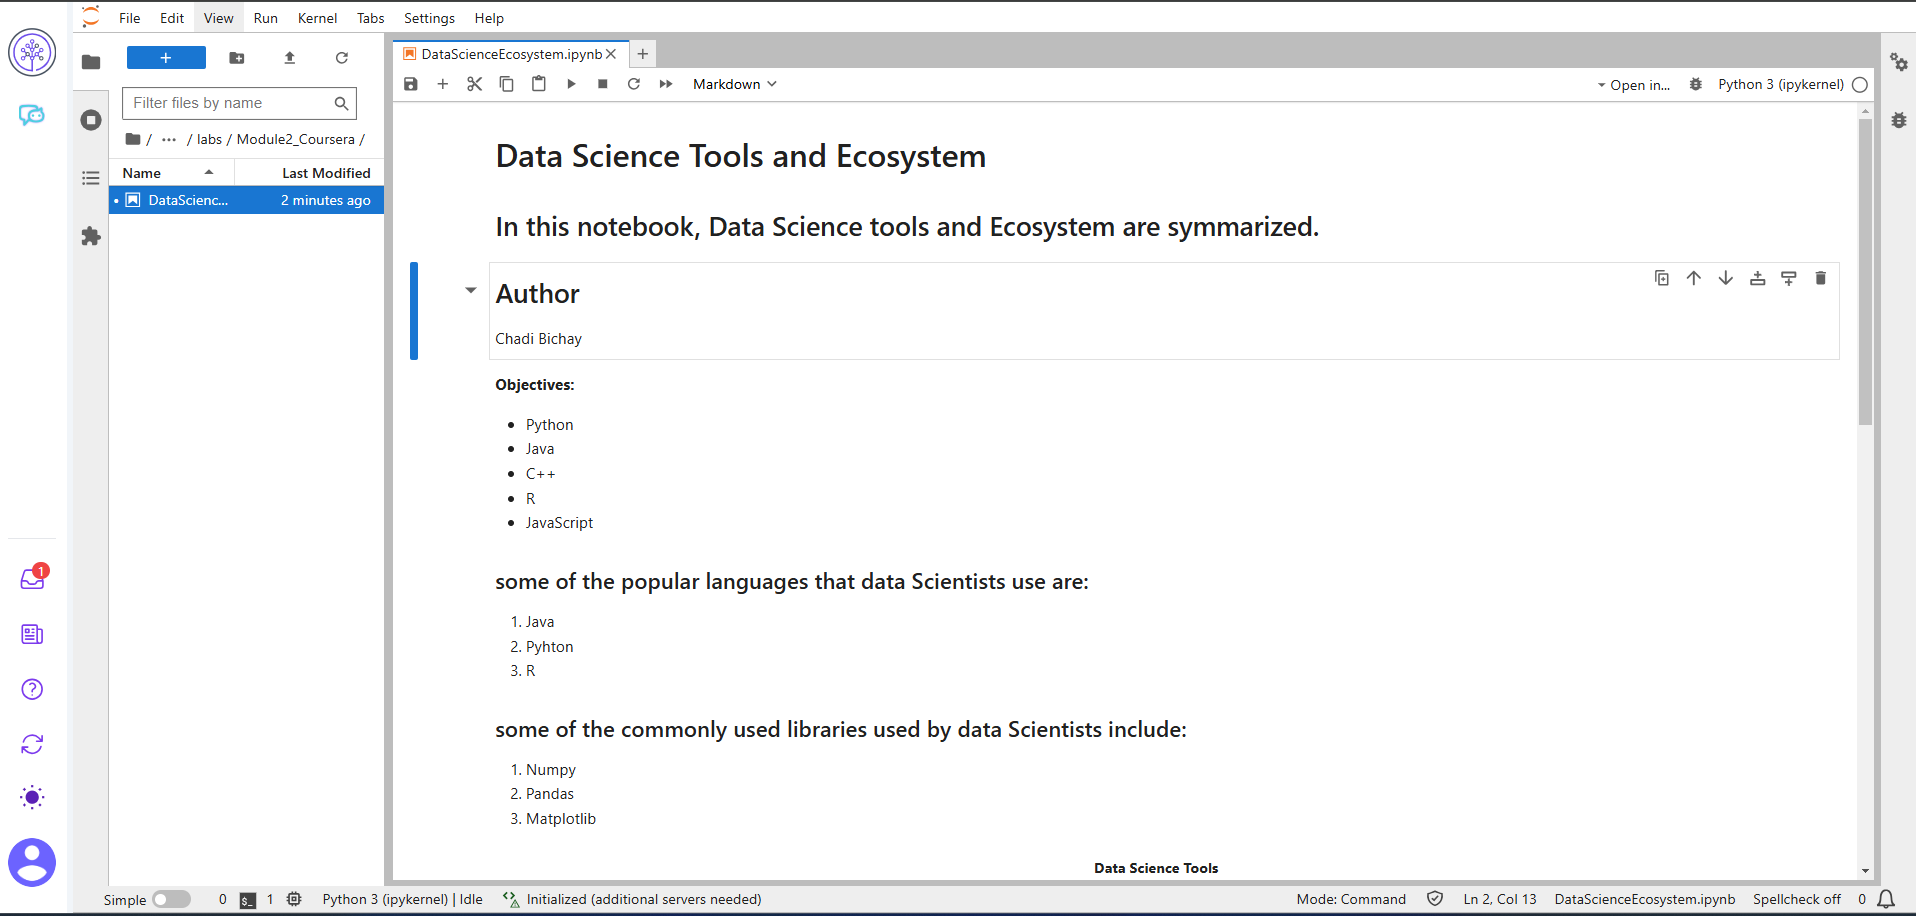 File Edit View Run Kernel Tabs Settings Help
DataScienceEcosystem.ipynb
Markdown
Open in...
Python 3 (ipykernel)
Filter files by name
/ ··· / labs / Module2_Coursera /
Name Last Modified
DataScienc... 2 minutes ago
Data Science Tools and Ecosystem
In this notebook, Data Science tools and Ecosystem are symmarized.
Author
Chadi Bichay
Objectives:
• Python
• Java
• C++
• R
• JavaScript
some of the popular languages that data Scientists use are:
1. Java
2. Pyhton
3. R
some of the commonly used libraries used by data Scientists include:
1. Numpy
2. Pandas
3. Matplotlib
Data Science Tools
1
Simple 0 $_ 1 Python 3 (ipykernel) | Idle Initialized (additional servers needed) Mode: Command Ln 2, Col 13 DataScienceEcosystem.ipynb Spellcheck off 0